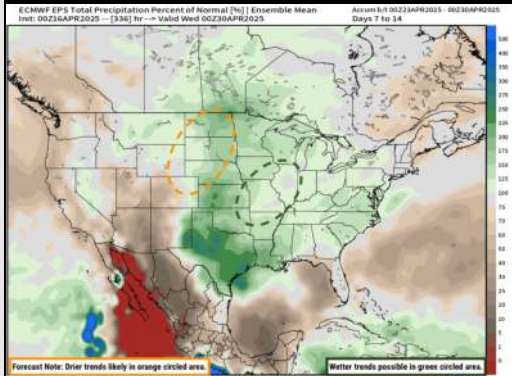 ECMWF EPS Total Precipitation Percent of Normal [%] | Ensemble Mean
Init: 00Z16APR2025 -- [336] hr --> Valid Wed 00Z30APR2025
Accum b/t 00Z23APR2025 - 00Z30APR2025
Days 7 to 14
Forecast Note: Drier trends likely in orange circled area.
Wetter trends possible in green circled area.